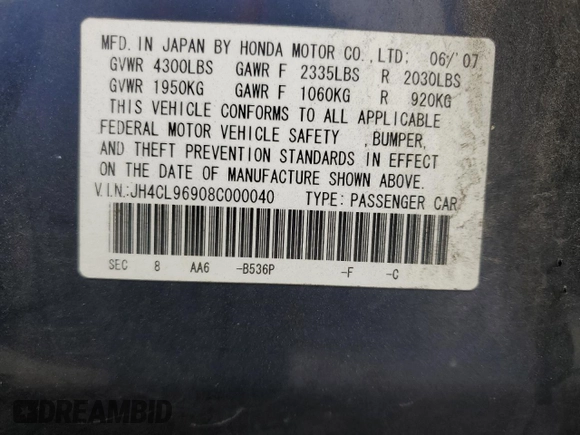 MFD. IN JAPAN BY HONDA MOTOR CO., LTD: 06/'07
GVWR 4300LBS GAWR F 2335LBS R 2030LBS
GVWR 1950KG GAWR F 1060KG R 920KG
THIS VEHICLE CONFORMS TO ALL APPLICABLE
FEDERAL MOTOR VEHICLE SAFETY ,BUMPER,
AND THEFT PREVENTION STANDARDS IN EFFECT
ON THE DATE OF MANUFACTURE SHOWN ABOVE.
V.I.N.:JH4CL96908C000040 TYPE: PASSENGER CAR
SEC 8 AA6 -B536P -F -C
DREAMBID